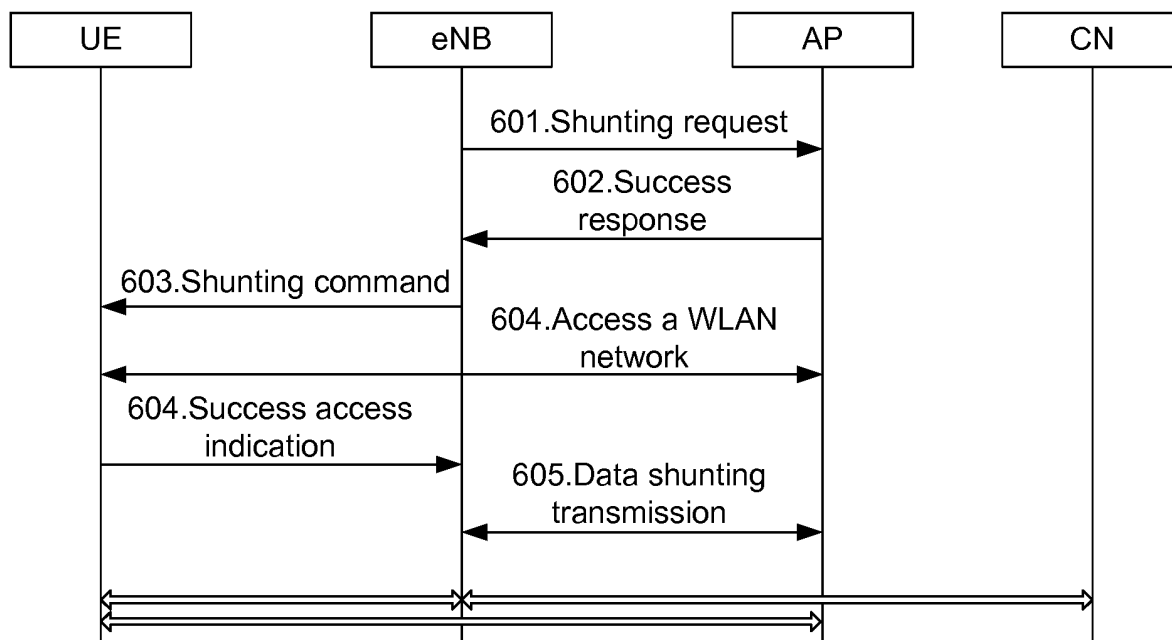 UE
eNB
AP
CN
601.Shunting request
602.Success
response
603.Shunting command
604.Access a WLAN
network
604.Success access
indication
605.Data shunting
transmission